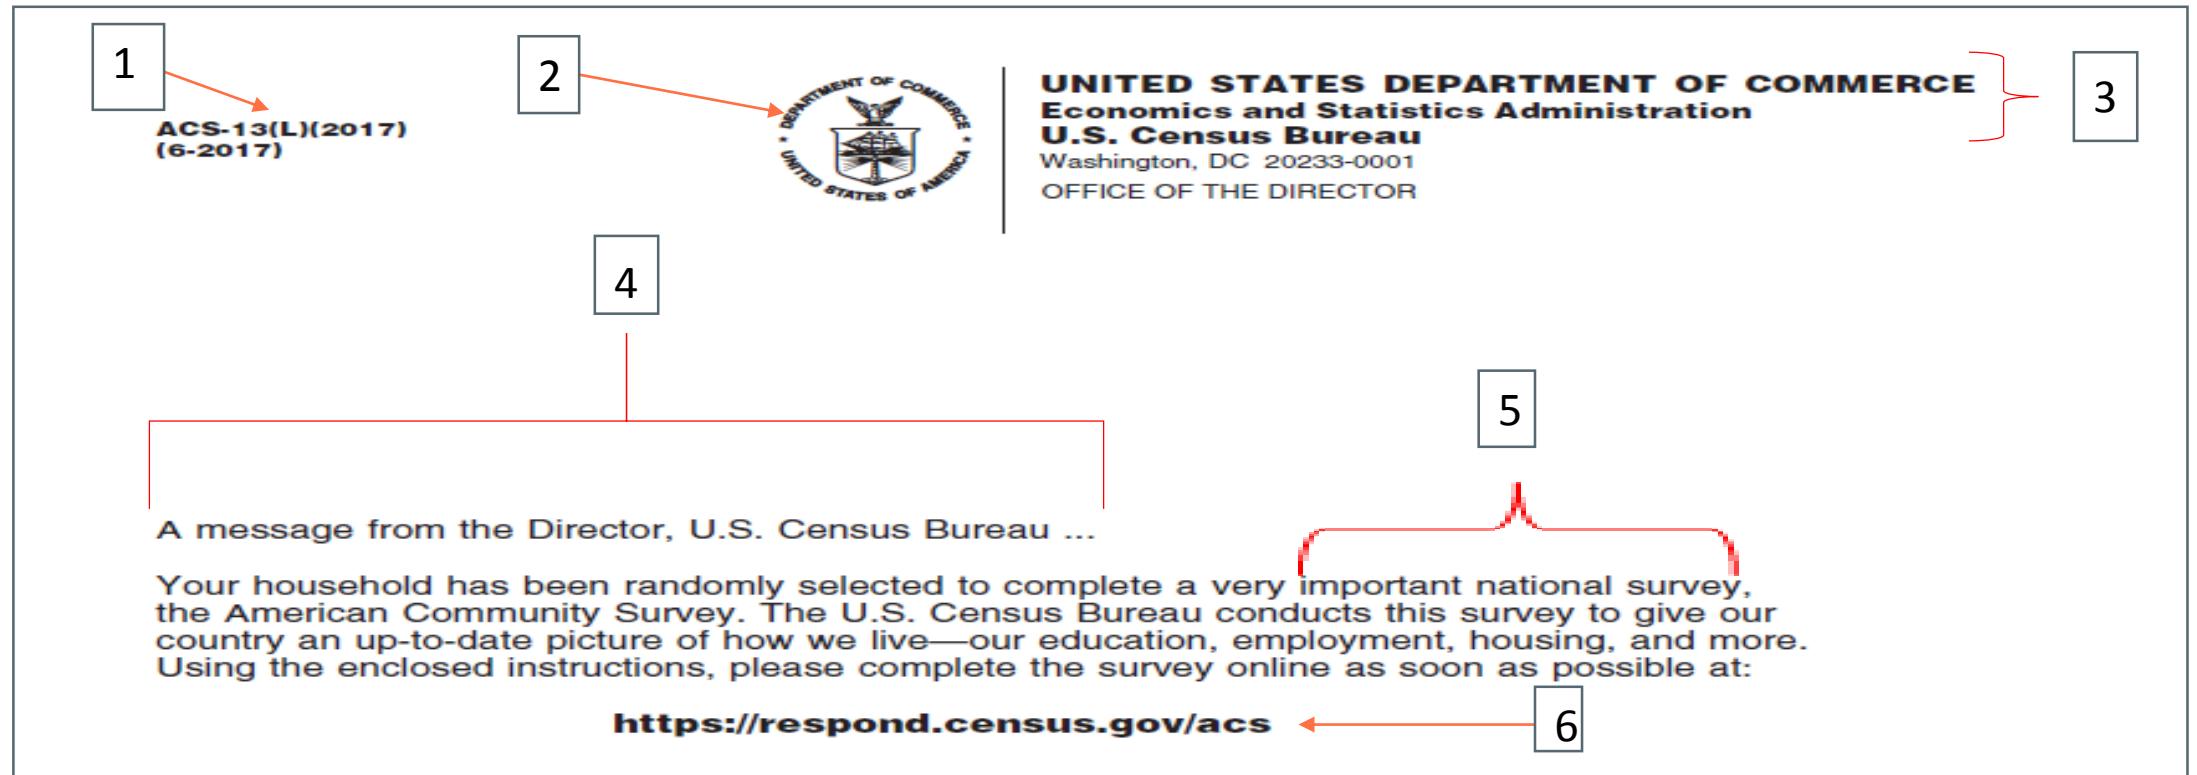 1
2
3
ACS-13(L)(2017)
(6-2017)
DEPARTMENT OF COMMERCE
UNITED STATES OF AMERICA
UNITED STATES DEPARTMENT OF COMMERCE
Economics and Statistics Administration
U.S. Census Bureau
Washington, DC 20233-0001
OFFICE OF THE DIRECTOR
4
5
A message from the Director, U.S. Census Bureau ...
Your household has been randomly selected to complete a very important national survey,
the American Community Survey. The U.S. Census Bureau conducts this survey to give our
country an up-to-date picture of how we live—our education, employment, housing, and more.
Using the enclosed instructions, please complete the survey online as soon as possible at:
https://respond.census.gov/acs
6